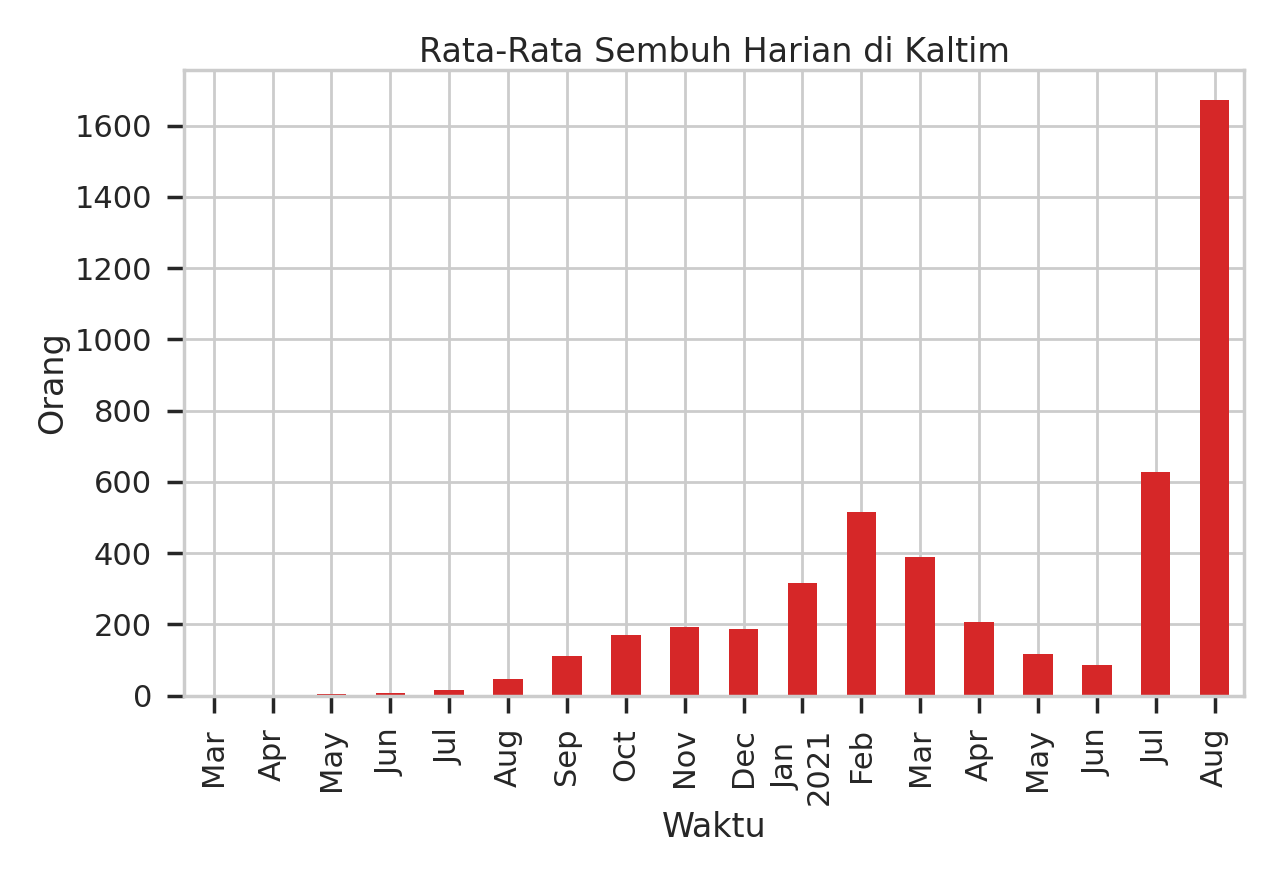 Rata-Rata Sembuh Harian di Kaltim
Orang
1600
1400
1200
1000
800
600
400
200
0
Mar
Apr
May
Jun
Jul
Aug
Sep
Oct
Nov
Dec
Jan
2021
Feb
Mar
Apr
May
Jun
Jul
Aug
Waktu